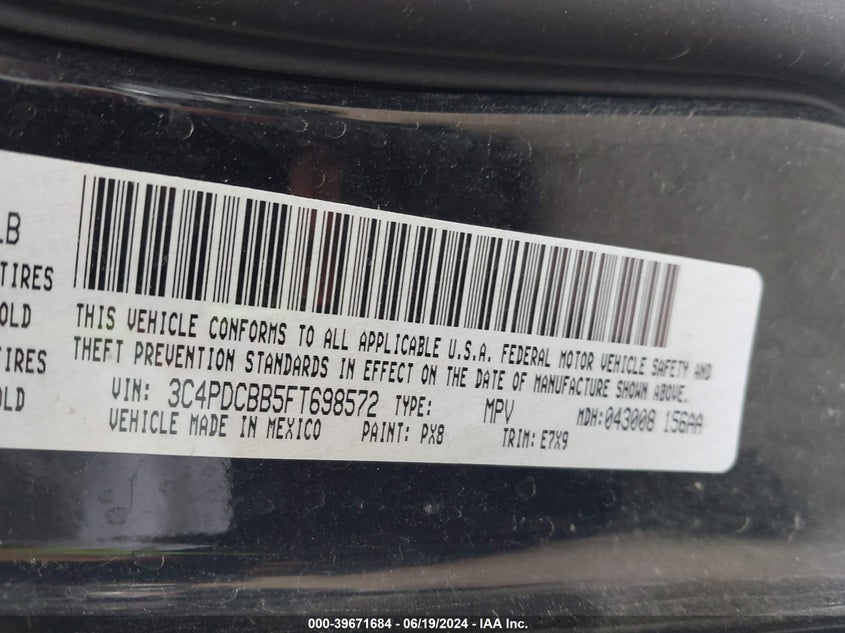 LB
TIRES
OLD
TIRES
OLD
THIS VEHICLE CONFORMS TO ALL APPLICABLE U.S.A. FEDERAL MOTOR VEHICLE SAFETY AND
THEFT PREVENTION STANDARDS IN EFFECT ON THE DATE OF MANUFACTURE SHOWN ABOVE.
VIN: 3C4PDCBB5FT698572 TYPE: MPV MDH:043008 156AA
VEHICLE MADE IN MEXICO PAINT: PX8 TRIM: E7X9
000-39671684 - 06/19/2024 - IAA Inc.